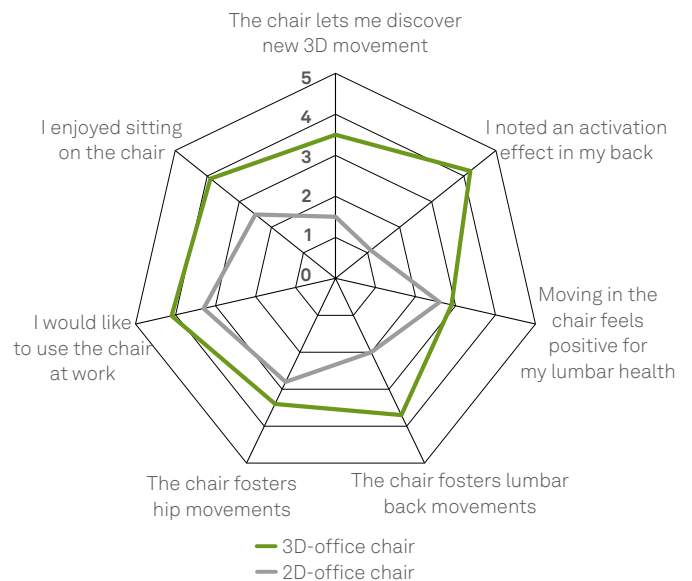 The chair lets me discover
new 3D movement
5
4
3
2
1
0
I enjoyed sitting
on the chair
I noted an activation
effect in my back
I would like
to use the chair
at work
Moving in the
chair feels
positive for
my lumbar health
The chair fosters
hip movements
The chair fosters lumbar
back movements
3D-office chair
2D-office chair